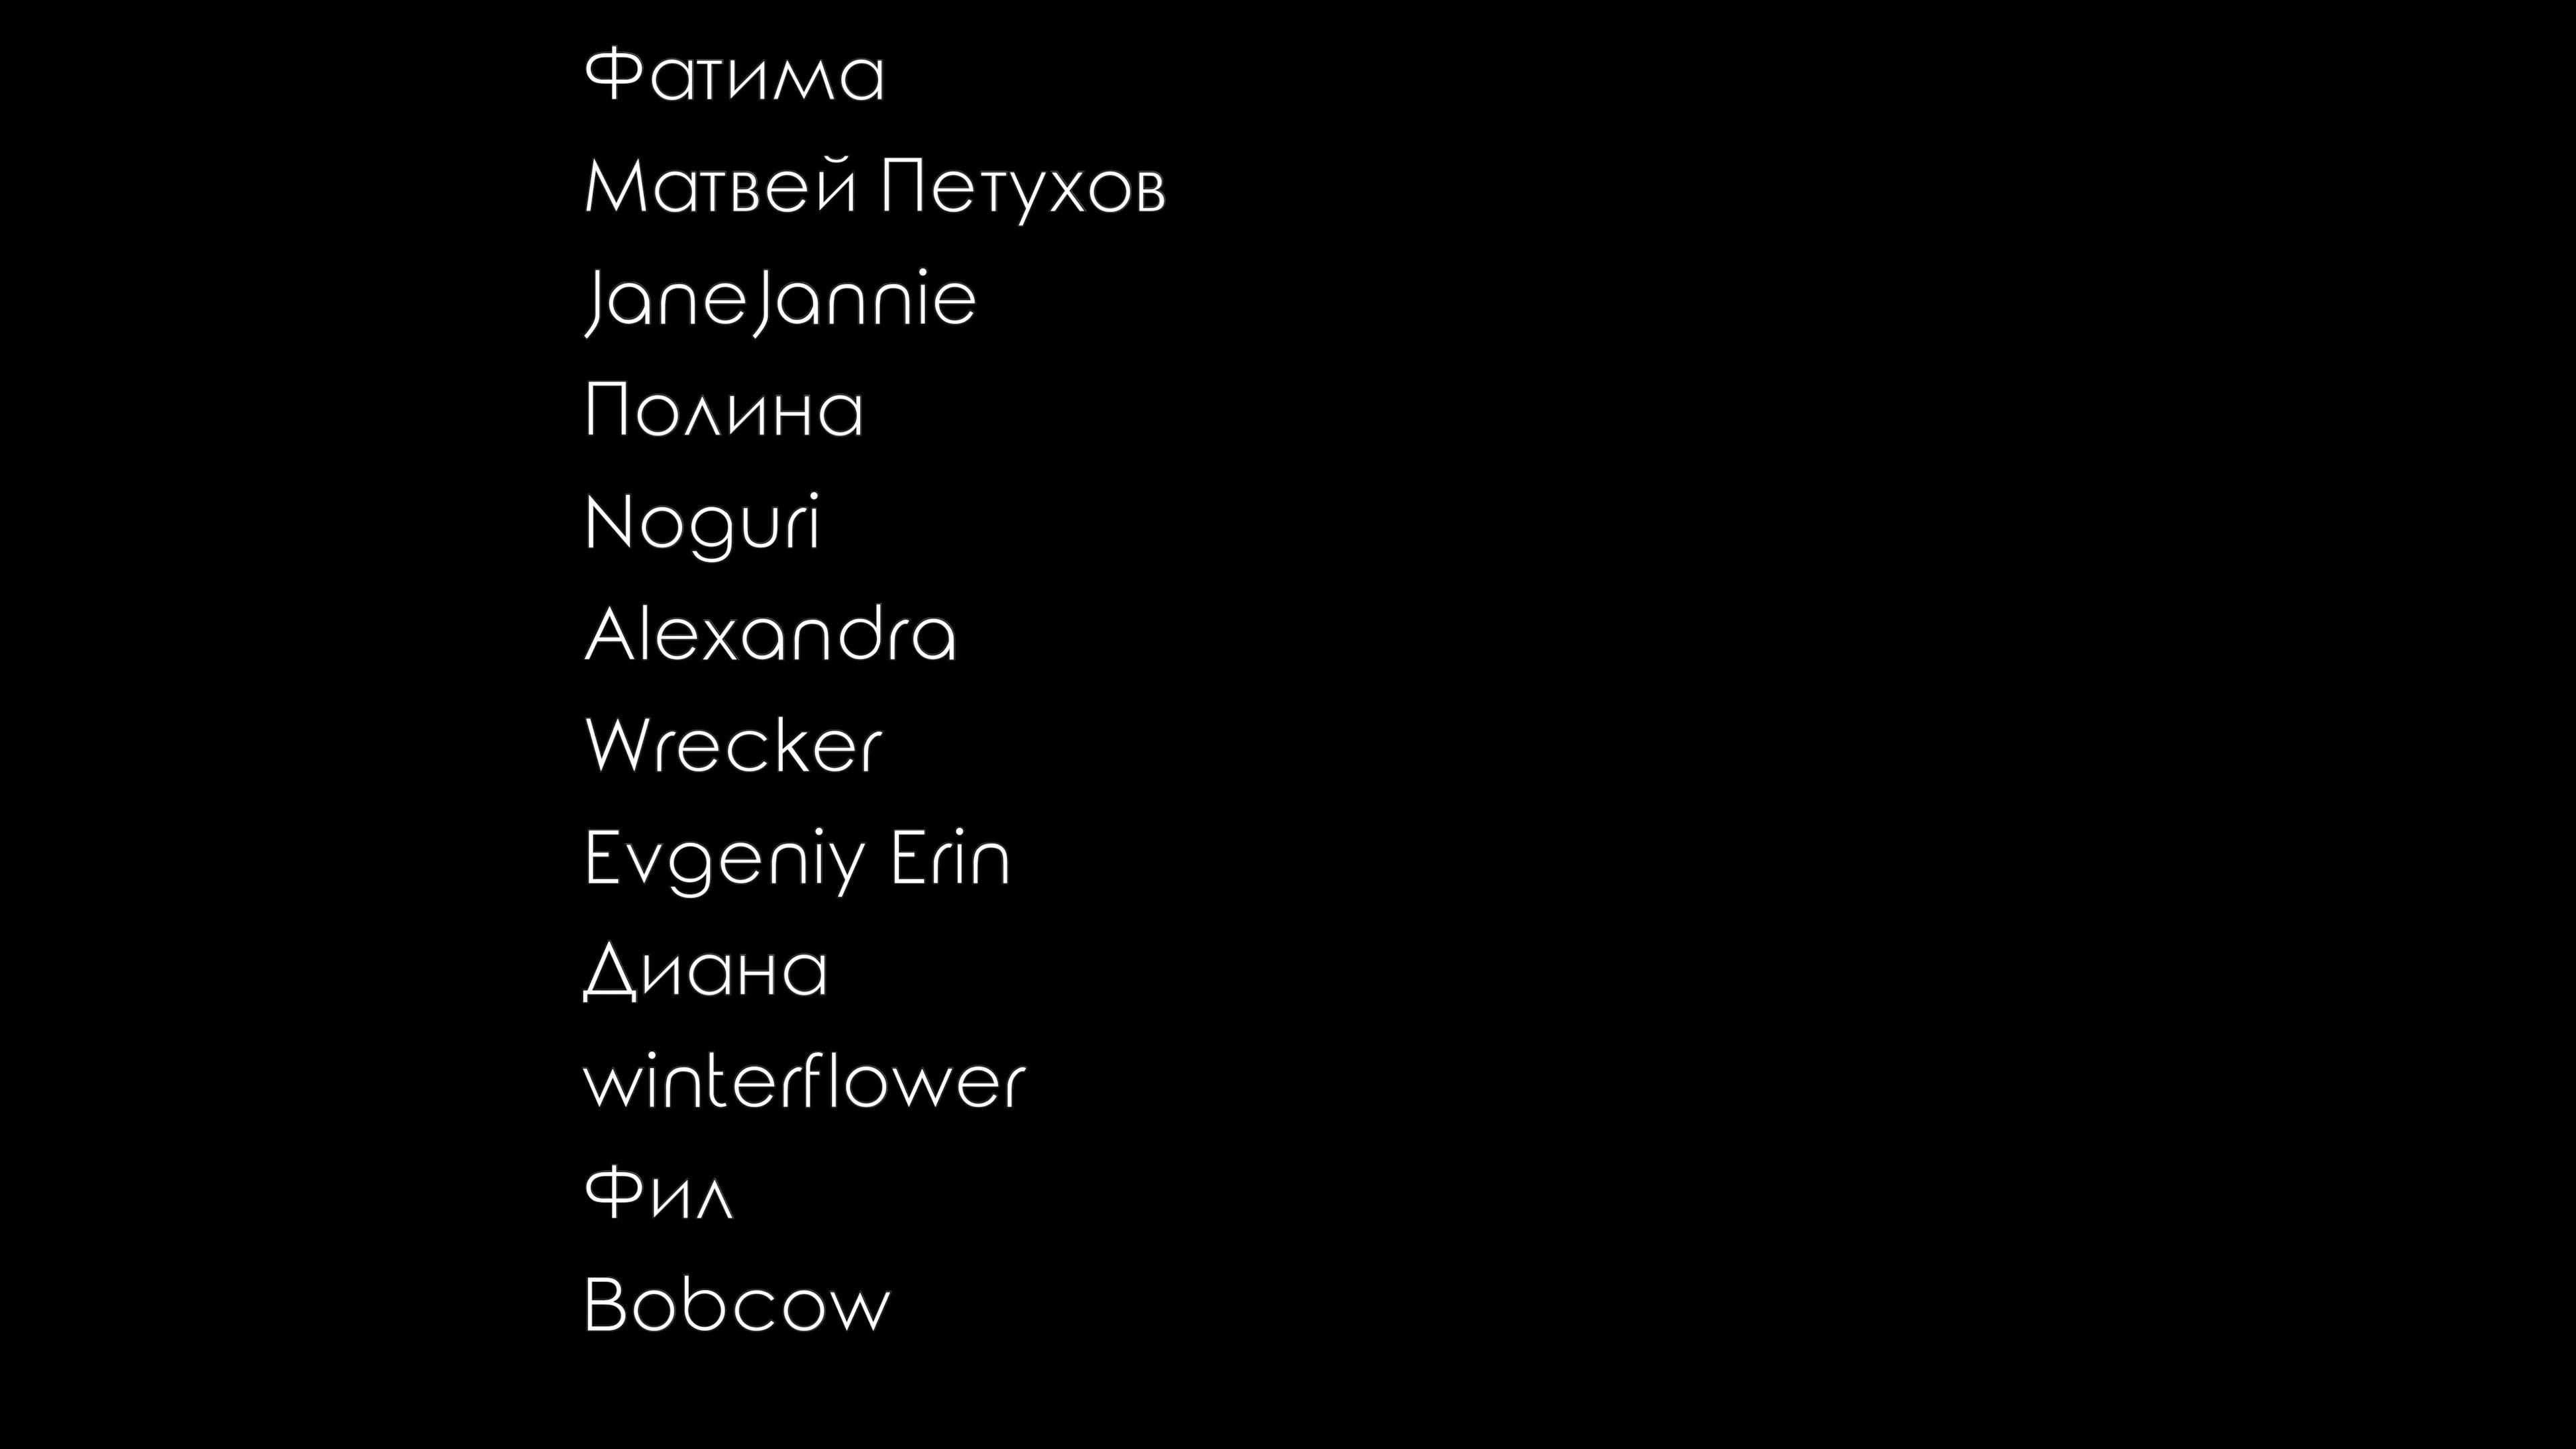 Фатима
Матвей Петухов
JaneJannie
Полина
Noguri
Alexandra
Wrecker
Evgeniy Erin
Диана
winterflower
Фил
Bobcow